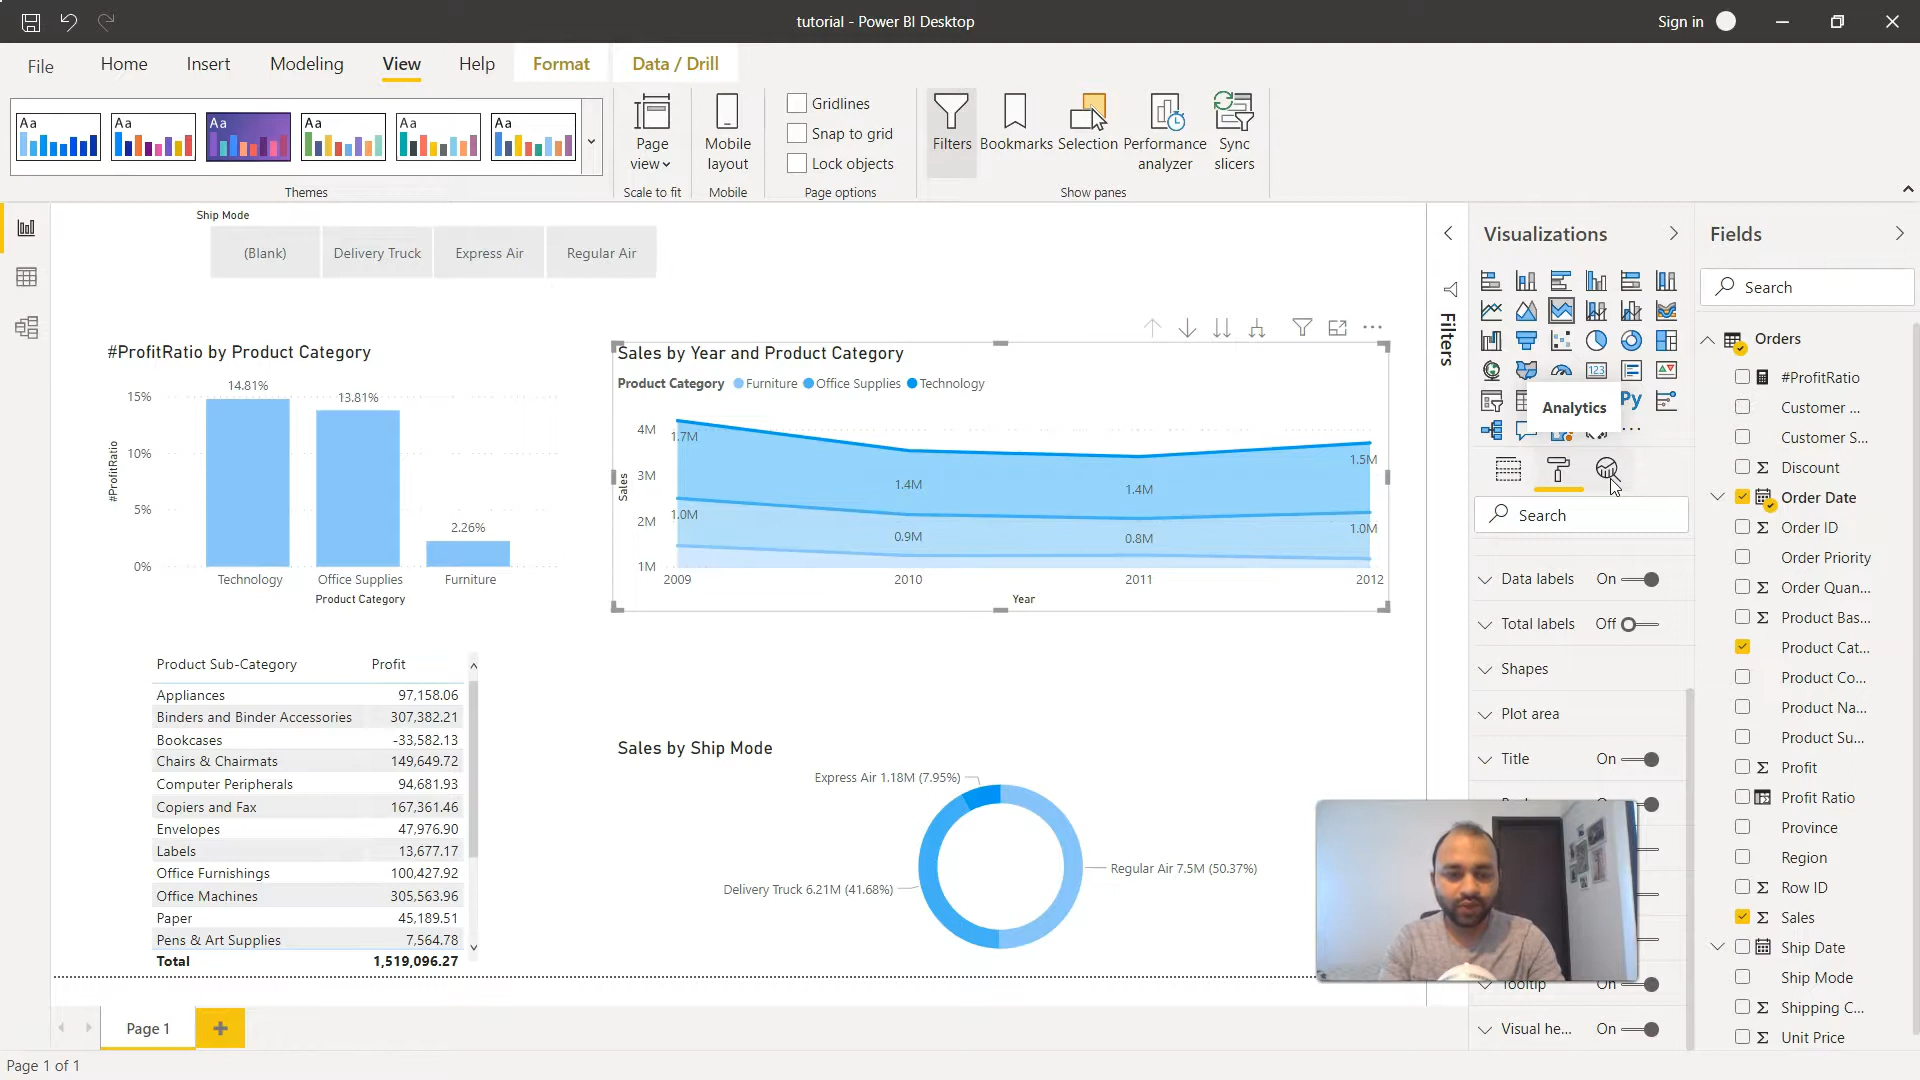 tutorial - Power BI Desktop
Sign in
File
Home
Insert
Modeling
View
Help
Format
Data / Drill
Aa
Aa
Aa
Aa
Aa
Aa
Themes
Page view
Scale to fit
Mobile layout
Mobile
Gridlines
Snap to grid
Lock objects
Page options
Filters
Bookmarks
Selection
Performance analyzer
Sync slicers
Show panes
Ship Mode
(Blank)
Delivery Truck
Express Air
Regular Air
#ProfitRatio by Product Category
15%
10%
5%
0%
#ProfitRatio
14.81%
13.81%
2.26%
Technology
Office Supplies
Furniture
Product Category
Sales by Year and Product Category
Product Category Furniture Office Supplies Technology
4M
3M
2M
1M
Sales
1.7M
1.4M
1.4M
1.5M
1.0M
0.9M
0.8M
1.0M
2009
2010
2011
2012
Year
Product Sub-Category Profit
Appliances 97,158.06
Binders and Binder Accessories 307,382.21
Bookcases -33,582.13
Chairs & Chairmats 149,649.72
Computer Peripherals 94,681.93
Copiers and Fax 167,361.46
Envelopes 47,976.90
Labels 13,677.17
Office Furnishings 100,427.92
Office Machines 305,563.96
Paper 45,189.51
Pens & Art Supplies 7,564.78
Total 1,519,096.27
Sales by Ship Mode
Express Air 1.18M (7.95%)
Regular Air 7.5M (50.37%)
Delivery Truck 6.21M (41.68%)
Filters
Visualizations
123
Py
Analytics
Search
Data labels On
Total labels Off
Shapes
Plot area
Title On
Tooltip On
Visual he... On
Fields
Search
Orders
#ProfitRatio
Customer ...
Customer S...
Discount
Order Date
Order ID
Order Priority
Order Quan...
Product Bas...
Product Cat...
Product Co...
Product Na...
Product Su...
Profit
Profit Ratio
Province
Region
Row ID
Sales
Ship Date
Ship Mode
Shipping C...
Unit Price
Page 1
Page 1 of 1